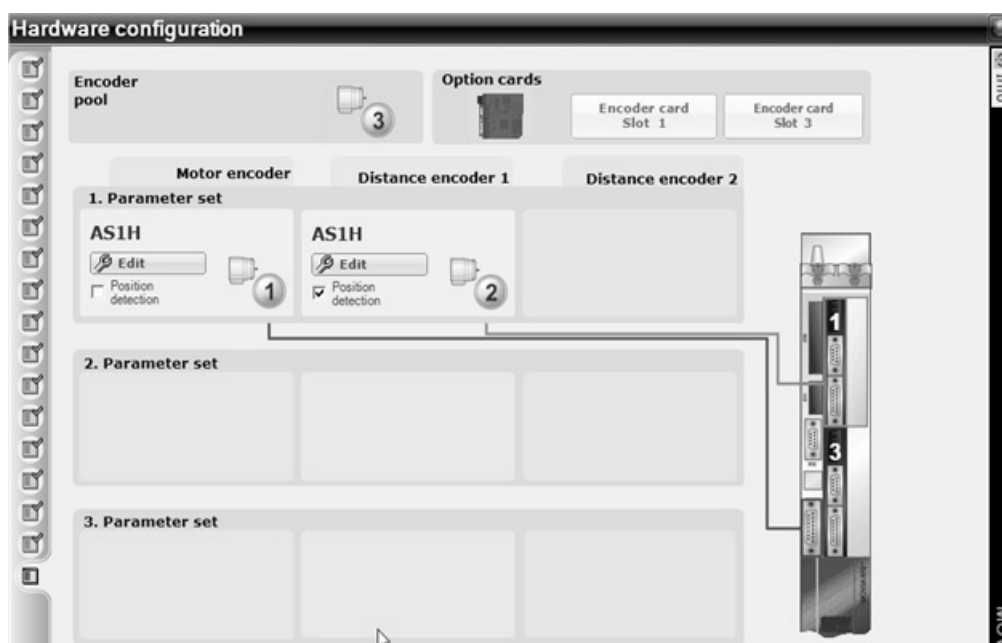 Hardware configuration
Encoder
pool
3
Option cards
Encoder card
Slot 1
Encoder card
Slot 3
Motor encoder
Distance encoder 1
Distance encoder 2
1. Parameter set
AS1H
Edit
Position
detection
1
AS1H
Edit
Position
detection
2
1
3
2. Parameter set
3. Parameter set